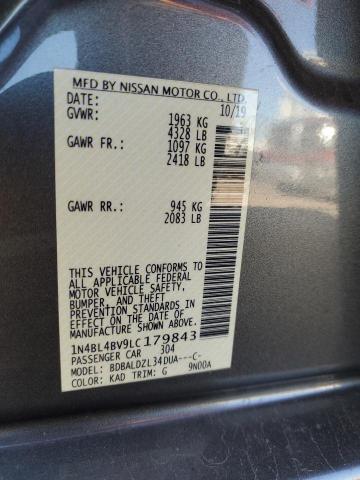 MFD BY NISSAN MOTOR CO., LTD.
DATE: 10/19
GVWR: 1963 KG
4328 LB
GAWR FR.: 1097 KG
2418 LB
GAWR RR.: 945 KG
2083 LB
THIS VEHICLE CONFORMS TO
ALL APPLICABLE FEDERAL
MOTOR VEHICLE SAFETY,
BUMPER, AND THEFT
PREVENTION STANDARDS IN
EFFECT ON THE DATE OF
MANUFACTURE SHOWN ABOVE.
1N4BL4BV9LC179843
PASSENGER CAR 304
MODEL: BDBALDZL34DUA---C-
COLOR: KAD TRIM: G 9N00A